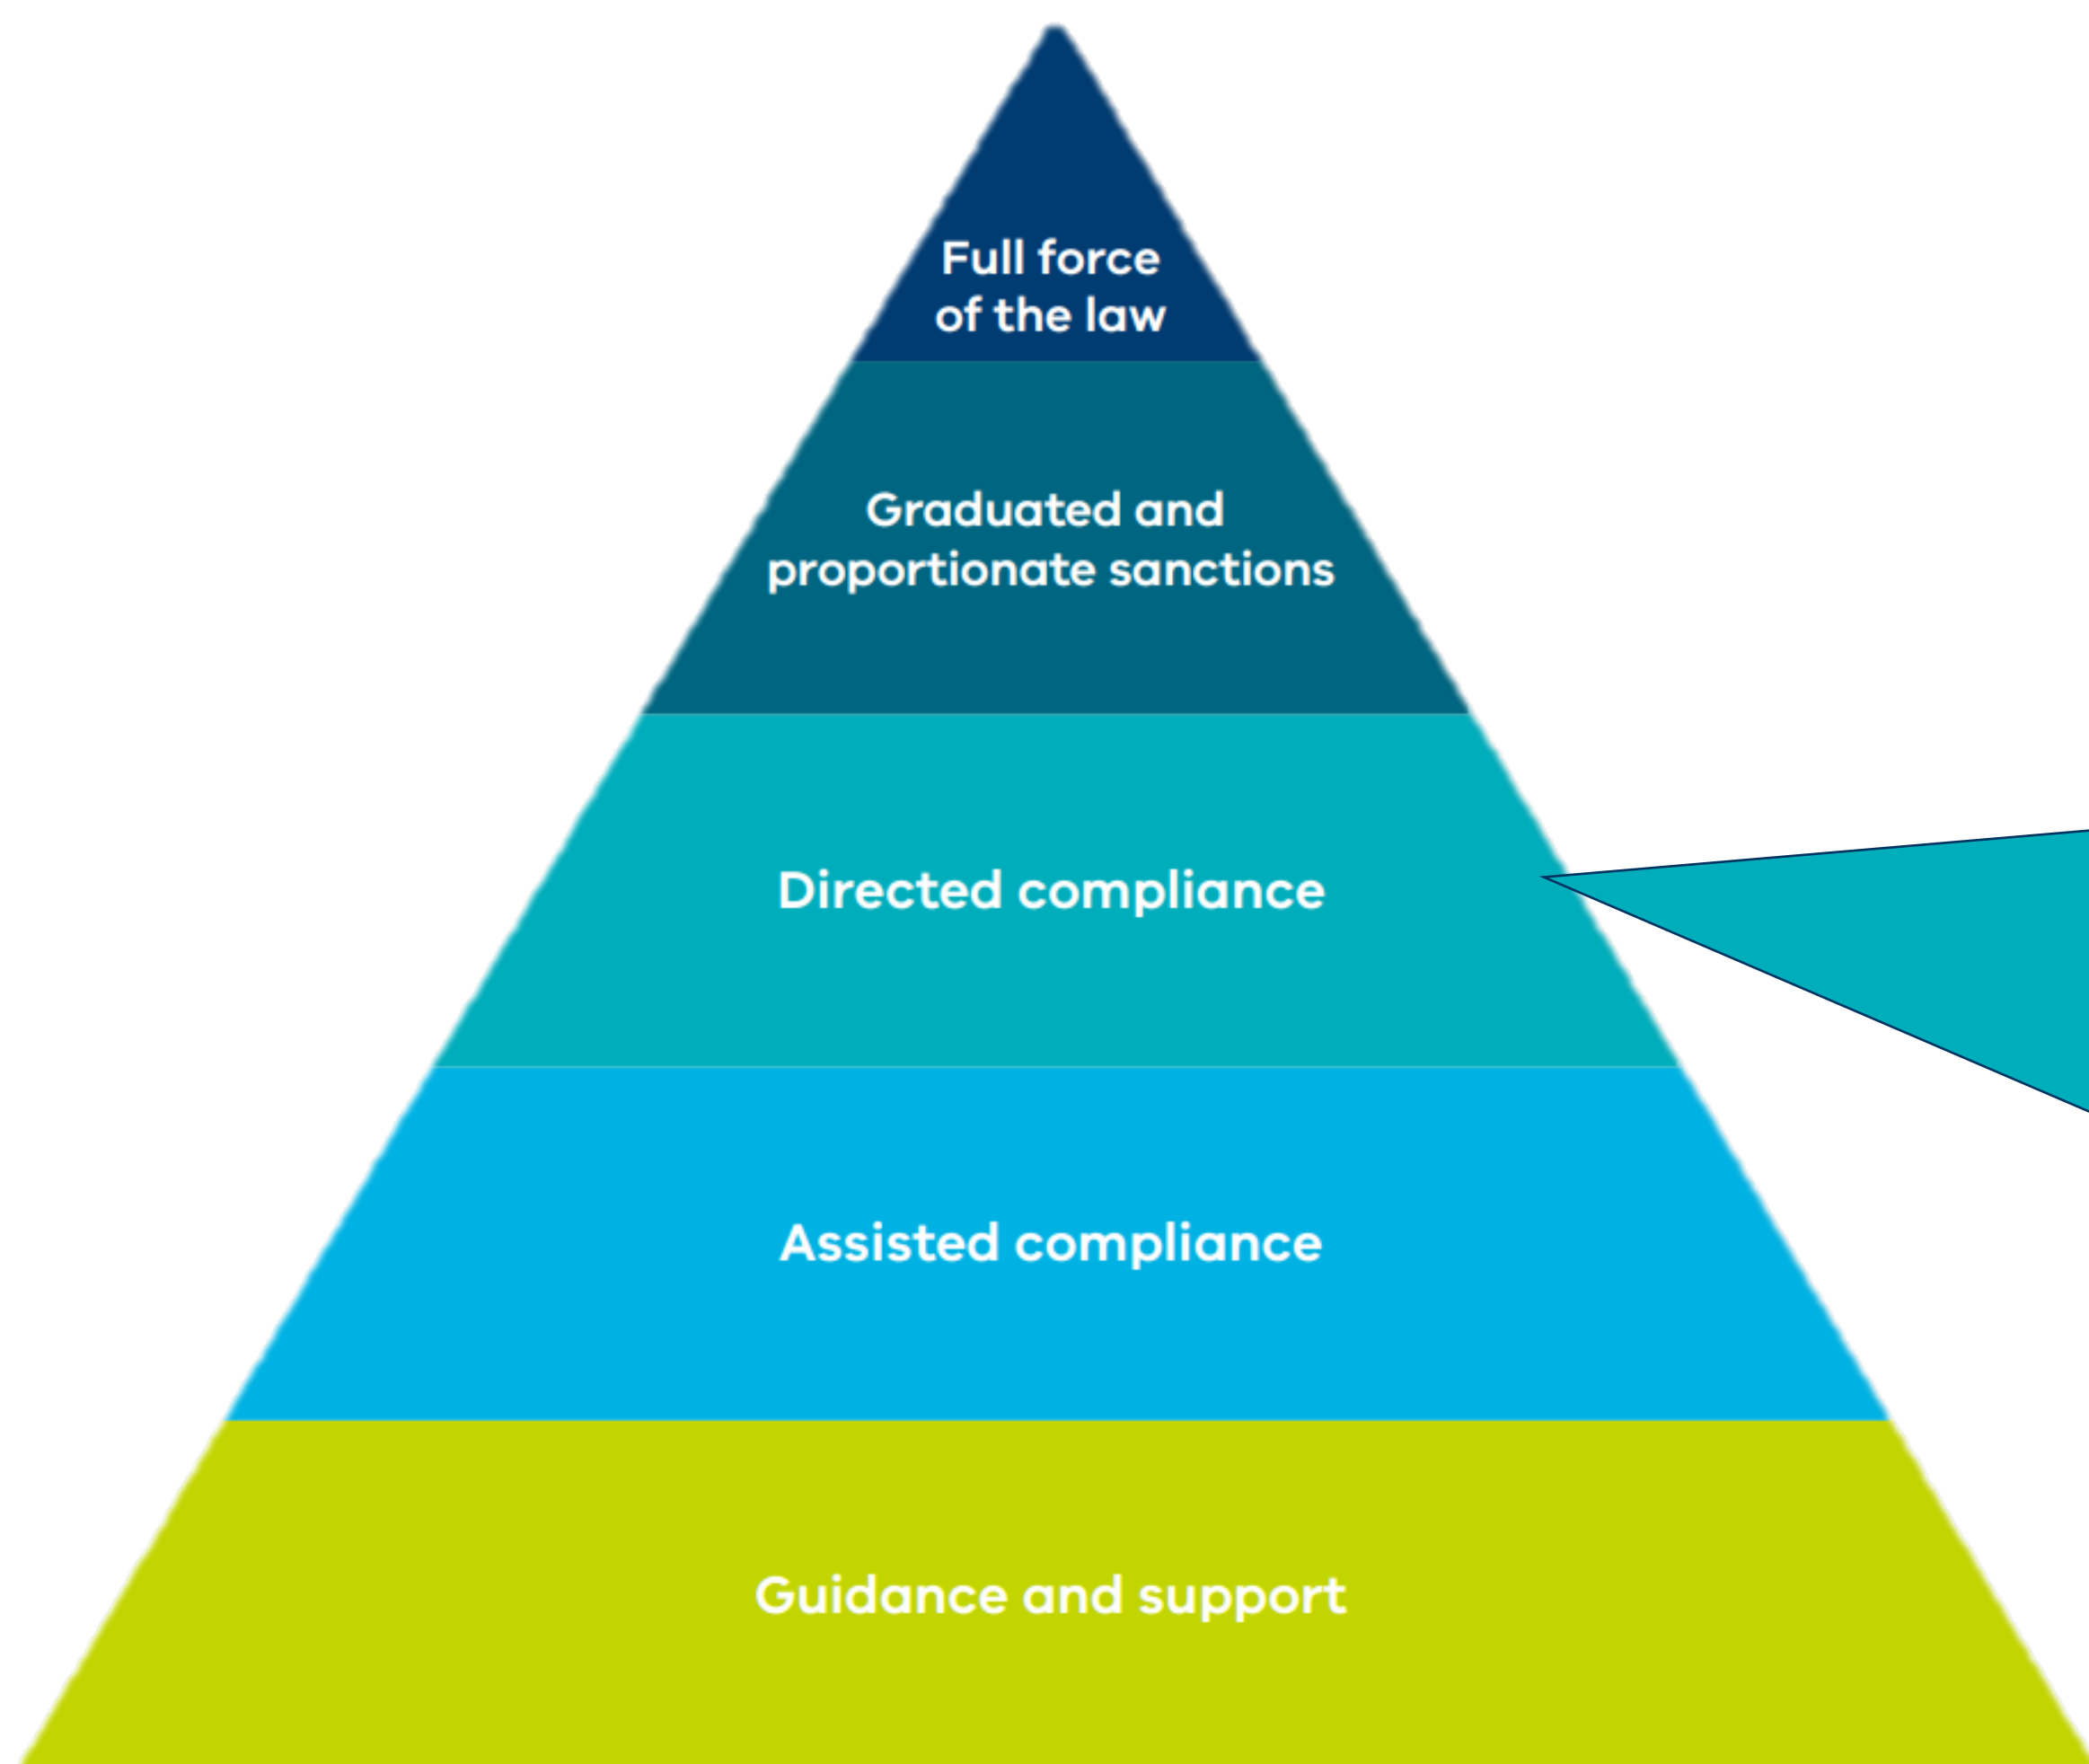 Full force
of the law
Graduated and
proportionate sanctions
Directed compliance
Assisted compliance
Guidance and support